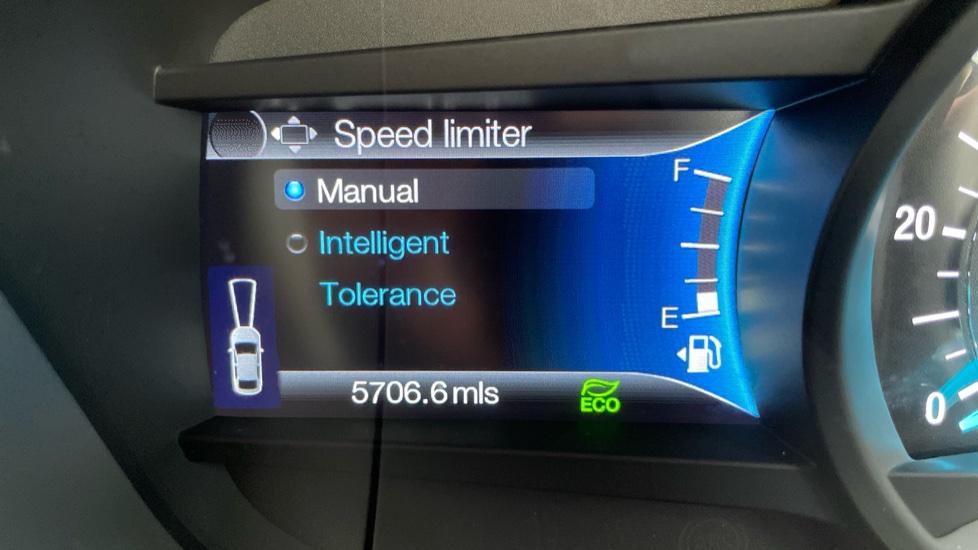 Speed limiter
Manual
Intelligent
Tolerance
F
E
5706.6 mls
ECO
20
0